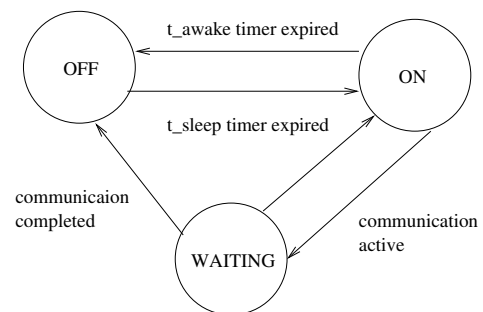 t_awake timer expired
OFF
ON
t_sleep timer expired
communicaion
completed
communication
active
WAITING